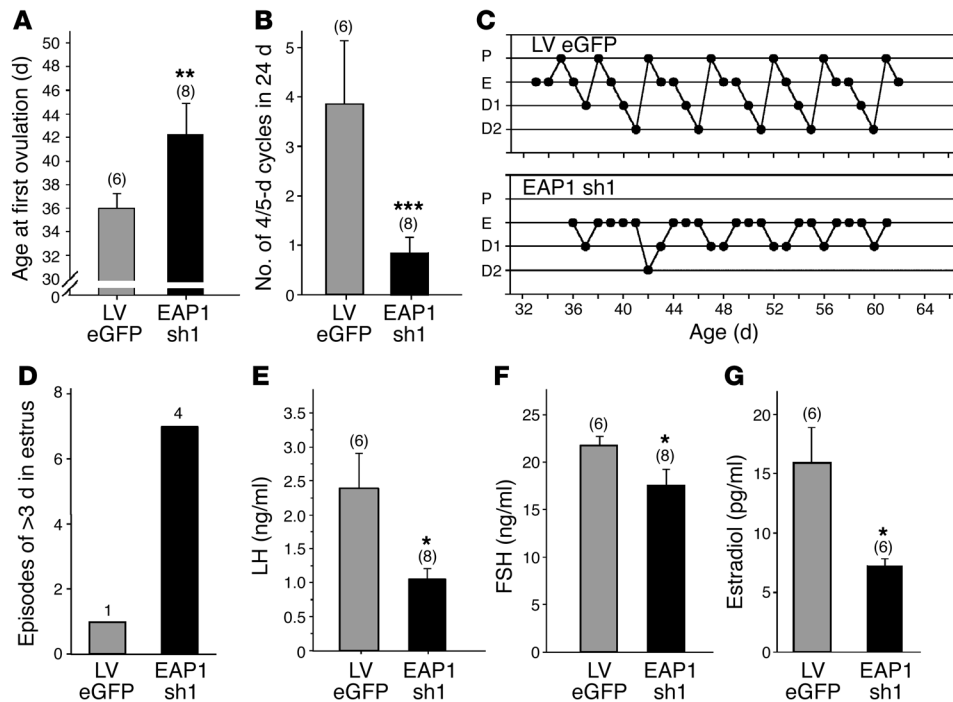 A
Age at first ovulation (d)
50
48
46
44
42
40
38
36
34
32
30
0
(6)
**
(8)
LV
eGFP
EAP1
sh1
B
No. of 4/5-d cycles in 24 d
5
4
3
2
1
0
(6)
***
(8)
LV
eGFP
EAP1
sh1
C
LV eGFP
P
E
D1
D2
EAP1 sh1
P
E
D1
D2
32 36 40 44 48 52 56 60 64
Age (d)
D
Episodes of >3 d in estrus
8
6
4
2
0
1
4
LV
eGFP
EAP1
sh1
E
LH (ng/ml)
3.5
3.0
2.5
2.0
1.5
1.0
0.5
0
(6)
*
(8)
LV
eGFP
EAP1
sh1
F
FSH (ng/ml)
25
20
15
10
5
0
(6)
*
(8)
LV
eGFP
EAP1
sh1
G
Estradiol (pg/ml)
20
15
10
5
0
(6)
*
(6)
LV
eGFP
EAP1
sh1